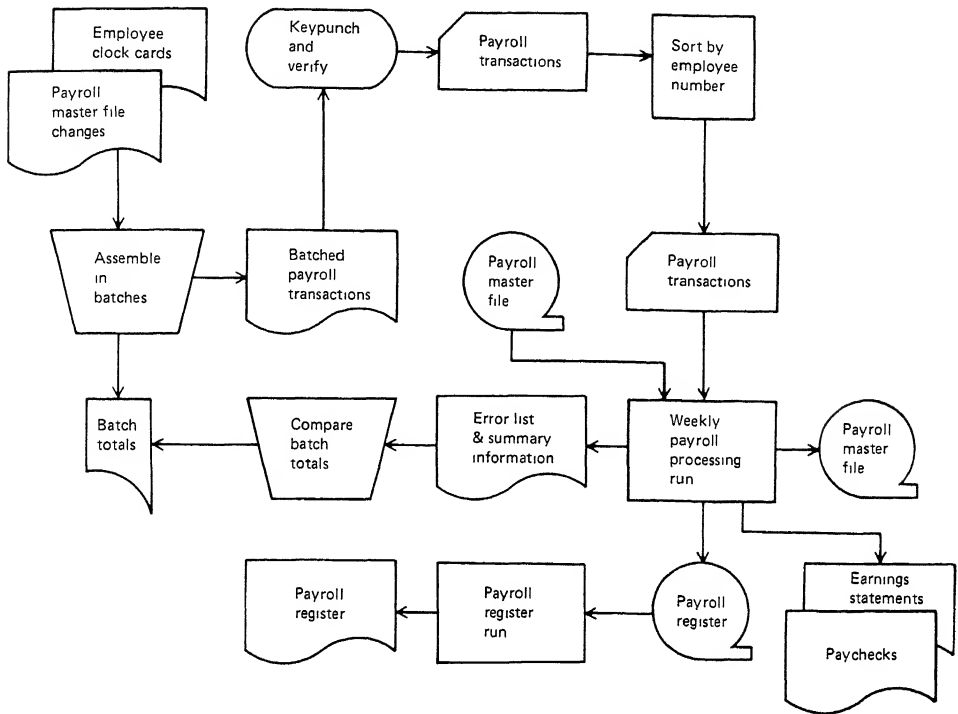 Employee
clock cards
Payroll
master file
changes
Keypunch
and
verify
Payroll
transactions
Sort by
employee
number
Assemble
in
batches
Batched
payroll
transactions
Payroll
master
file
Payroll
transactions
Batch
totals
Compare
batch
totals
Error list
& summary
information
Weekly
payroll
processing
run
Payroll
master
file
Payroll
register
Payroll
register
run
Payroll
register
Earnings
statements
Paychecks